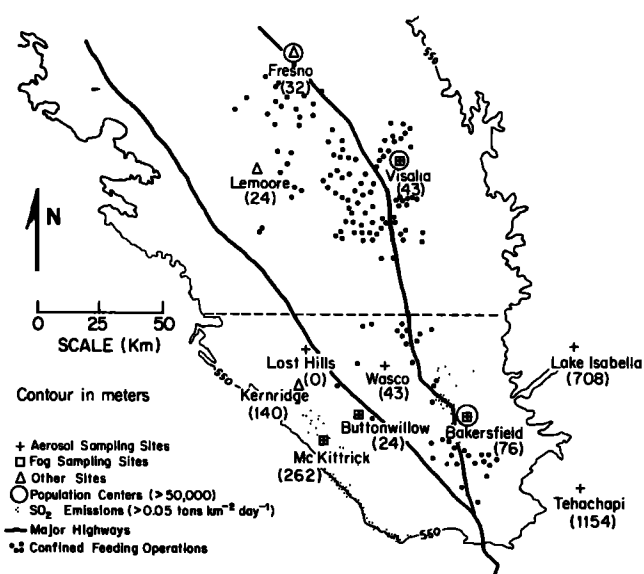 550
Fresno
(32)
Lemoore
(24)
Visalia
(43)
N
0 25 50
SCALE (Km)
550
Lost Hills
(0)
Wasco
(43)
Lake Isabella
(708)
Contour in meters
Kernridge
(140)
Buttonwillow
(24)
Bakersfield
(76)
Mc Kittrick
(262)
Tehachapi
(1154)
550
+ Aerosol Sampling Sites
Fog Sampling Sites
Other Sites
Population Centers (>50,000)
SO₂ Emissions (>0.05 tons km⁻² day⁻¹)
Major Highways
Confined Feeding Operations